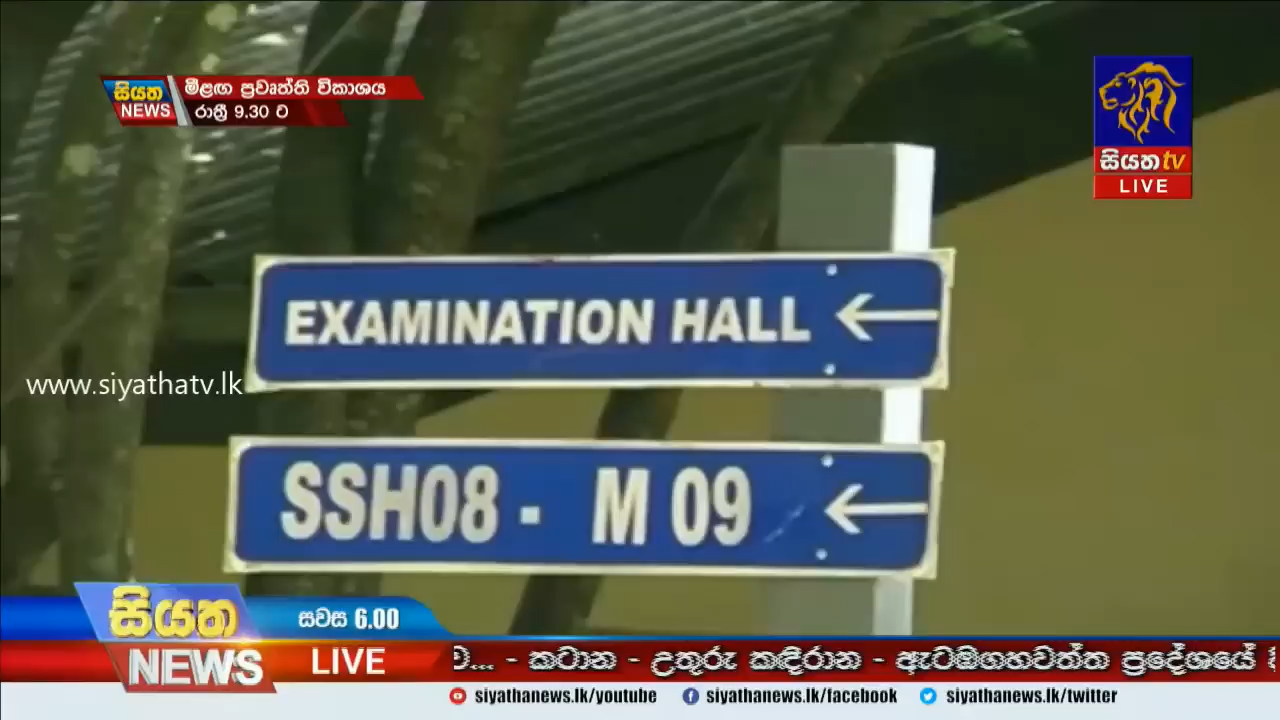 සියත NEWS
මීළඟ ප්‍රවෘත්ති විකාශය
රාත්‍රී 9.30 ට
සියත tv
LIVE
EXAMINATION HALL
www.siyathatv.lk
SSH08 - M 09
සියත NEWS
සවස 6.00
LIVE
ව... - කටාන - උතුරු කඳිරාන - ඇටඹගහවත්ත ප්‍රදේශයේ
siyathanews.lk/youtube siyathanews.lk/facebook siyathanews.lk/twitter